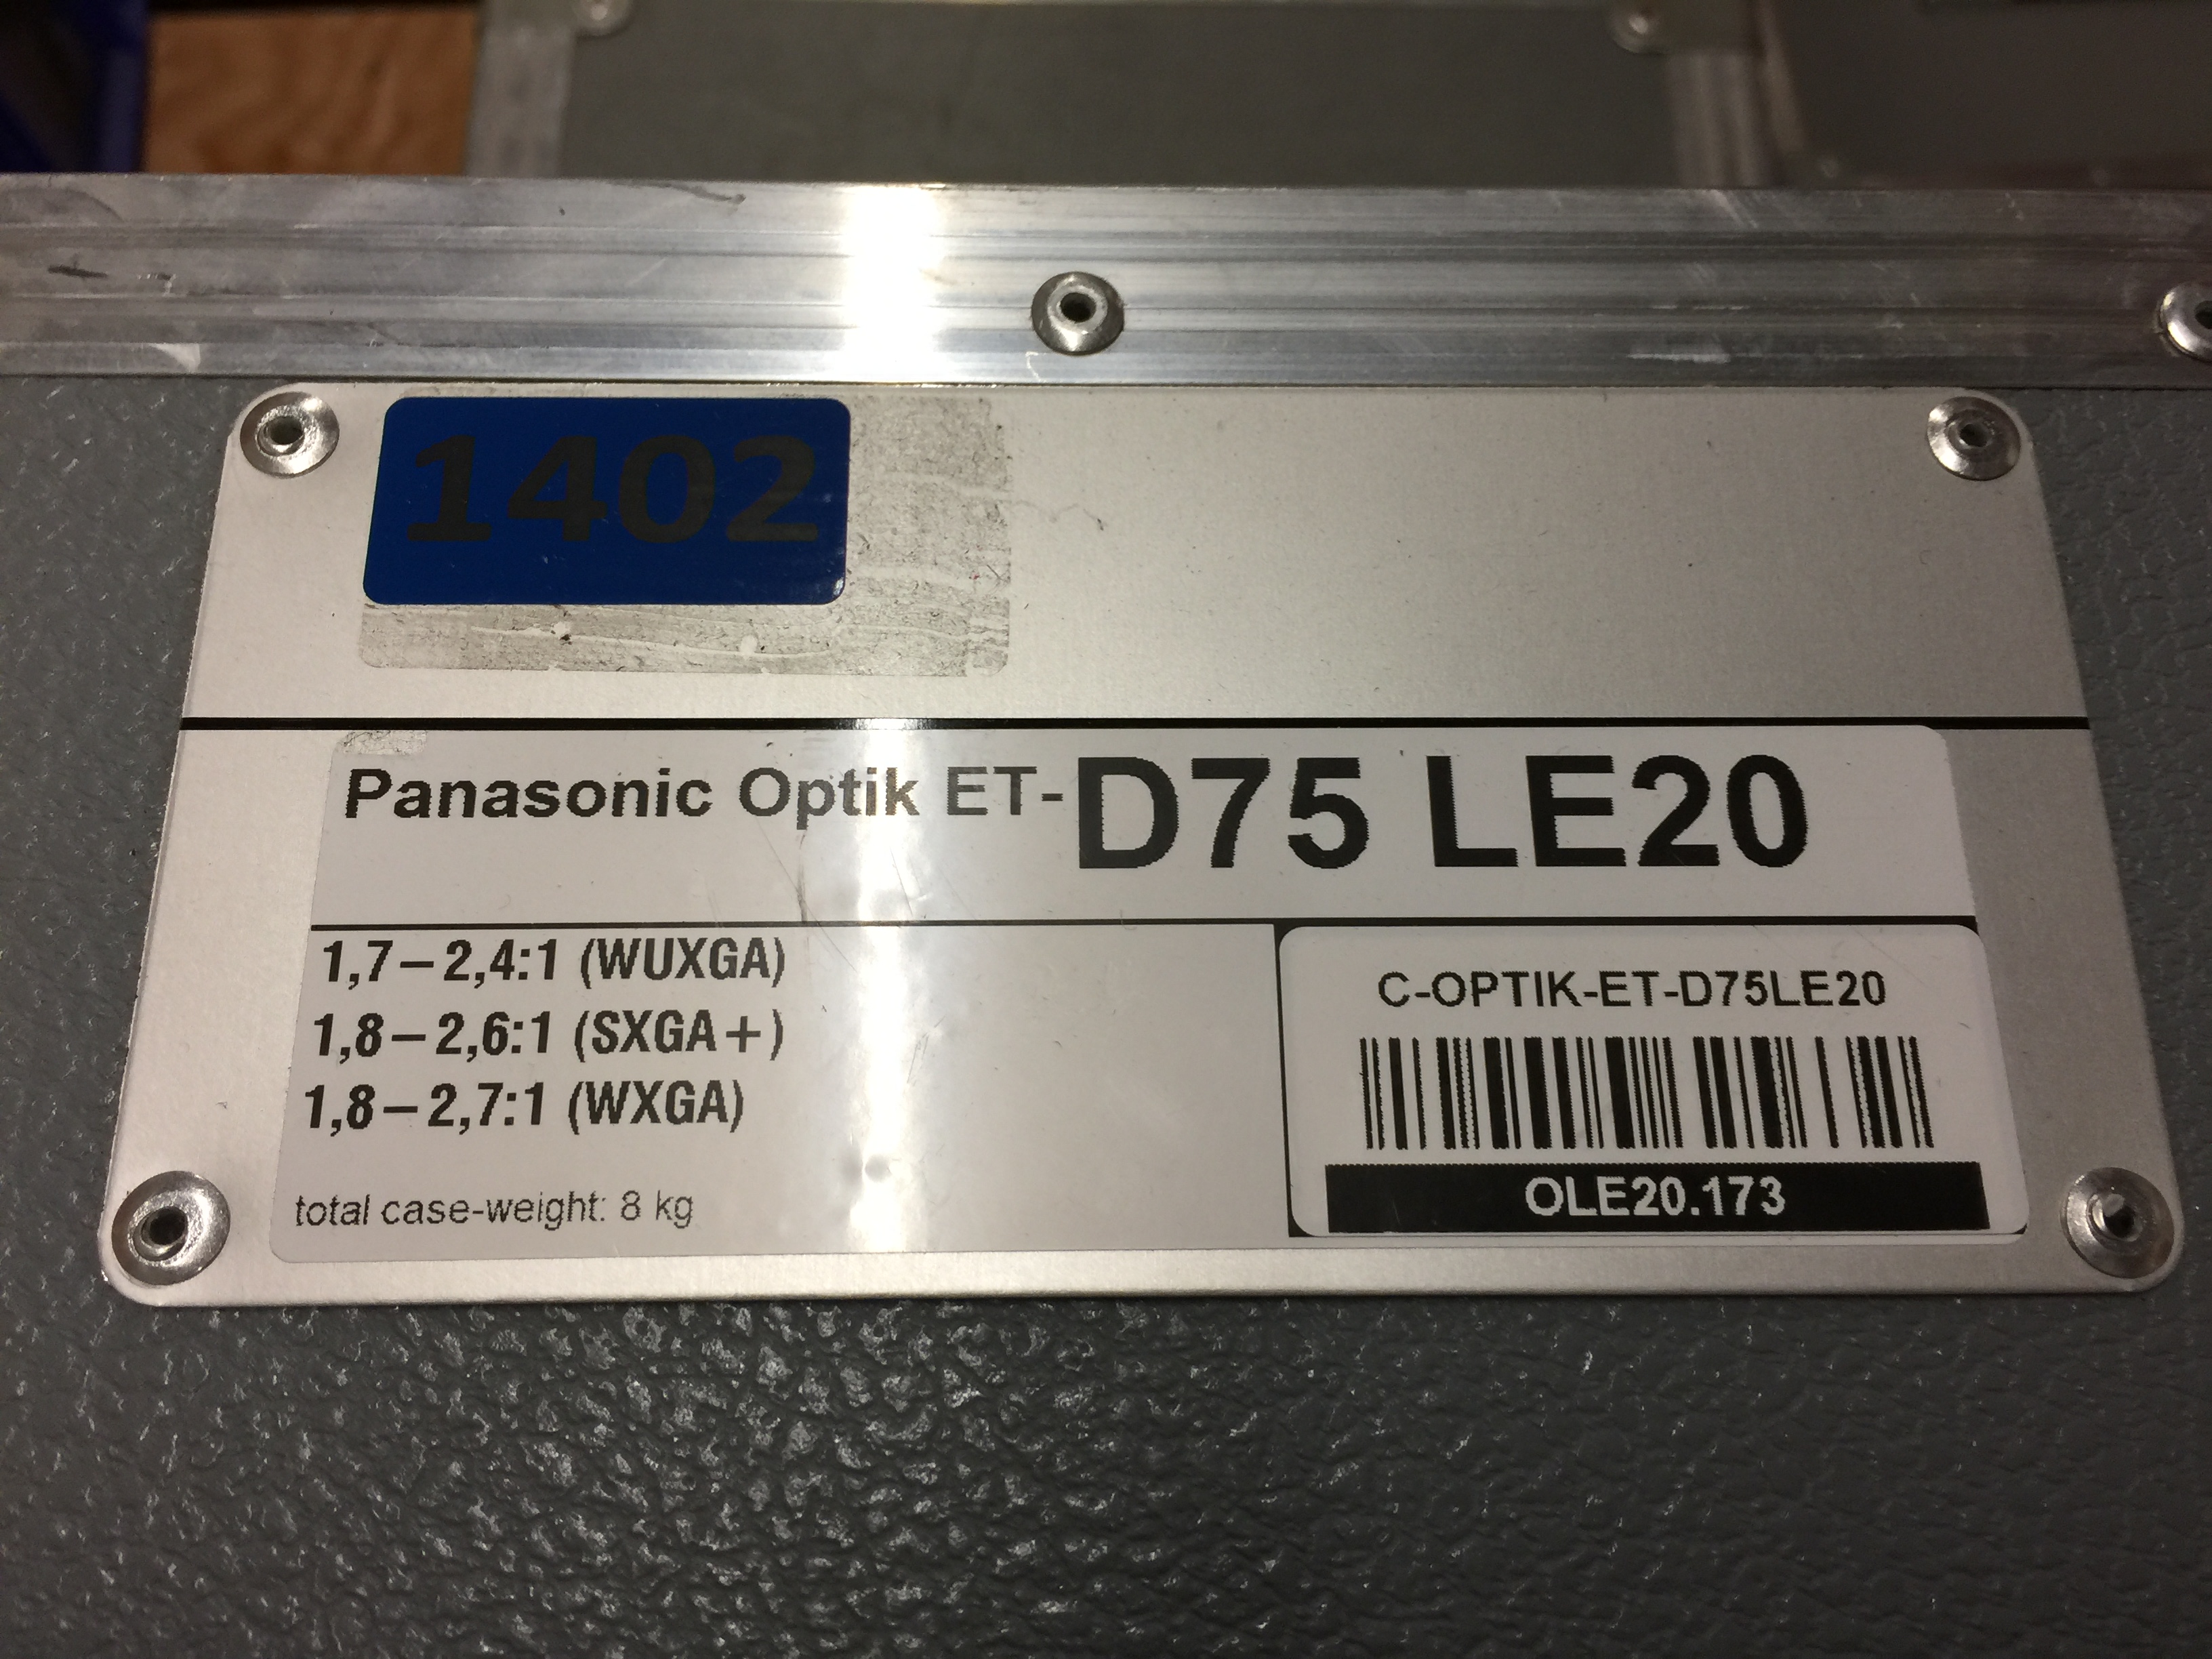 1402
Panasonic Optik ET-D75 LE20
1,7–2,4:1 (WUXGA)
1,8–2,6:1 (SXGA+)
1,8–2,7:1 (WXGA)
total case-weight: 8 kg
C-OPTIK-ET-D75LE20
OLE20.173